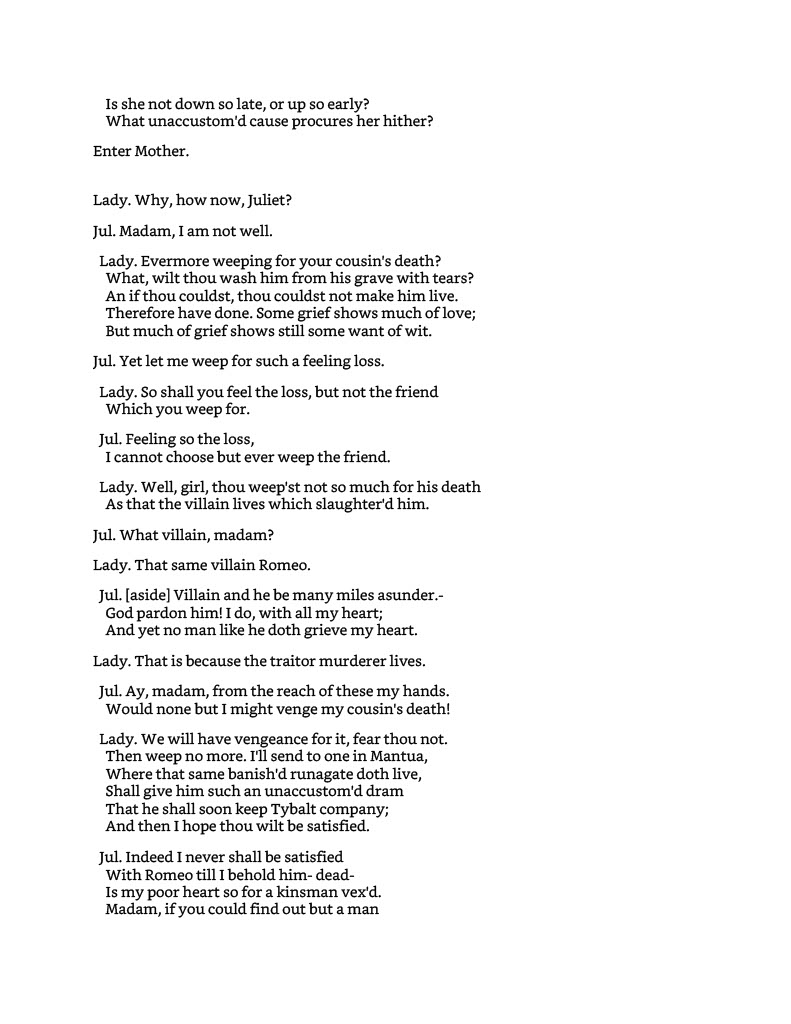 Is she not down so late, or up so early?
What unaccustom'd cause procures her hither?
Enter Mother.
Lady. Why, how now, Juliet?
Jul. Madam, I am not well.
Lady. Evermore weeping for your cousin's death?
What, wilt thou wash him from his grave with tears?
An if thou couldst, thou couldst not make him live.
Therefore have done. Some grief shows much of love;
But much of grief shows still some want of wit.
Jul. Yet let me weep for such a feeling loss.
Lady. So shall you feel the loss, but not the friend
Which you weep for.
Jul. Feeling so the loss,
I cannot choose but ever weep the friend.
Lady. Well, girl, thou weep'st not so much for his death
As that the villain lives which slaughter'd him.
Jul. What villain, madam?
Lady. That same villain Romeo.
Jul. [aside] Villain and he be many miles asunder.-
God pardon him! I do, with all my heart;
And yet no man like he doth grieve my heart.
Lady. That is because the traitor murderer lives.
Jul. Ay, madam, from the reach of these my hands.
Would none but I might venge my cousin's death!
Lady. We will have vengeance for it, fear thou not.
Then weep no more. I'll send to one in Mantua,
Where that same banish'd runagate doth live,
Shall give him such an unaccustom'd dram
That he shall soon keep Tybalt company;
And then I hope thou wilt be satisfied.
Jul. Indeed I never shall be satisfied
With Romeo till I behold him- dead-
Is my poor heart so for a kinsman vex'd.
Madam, if you could find out but a man